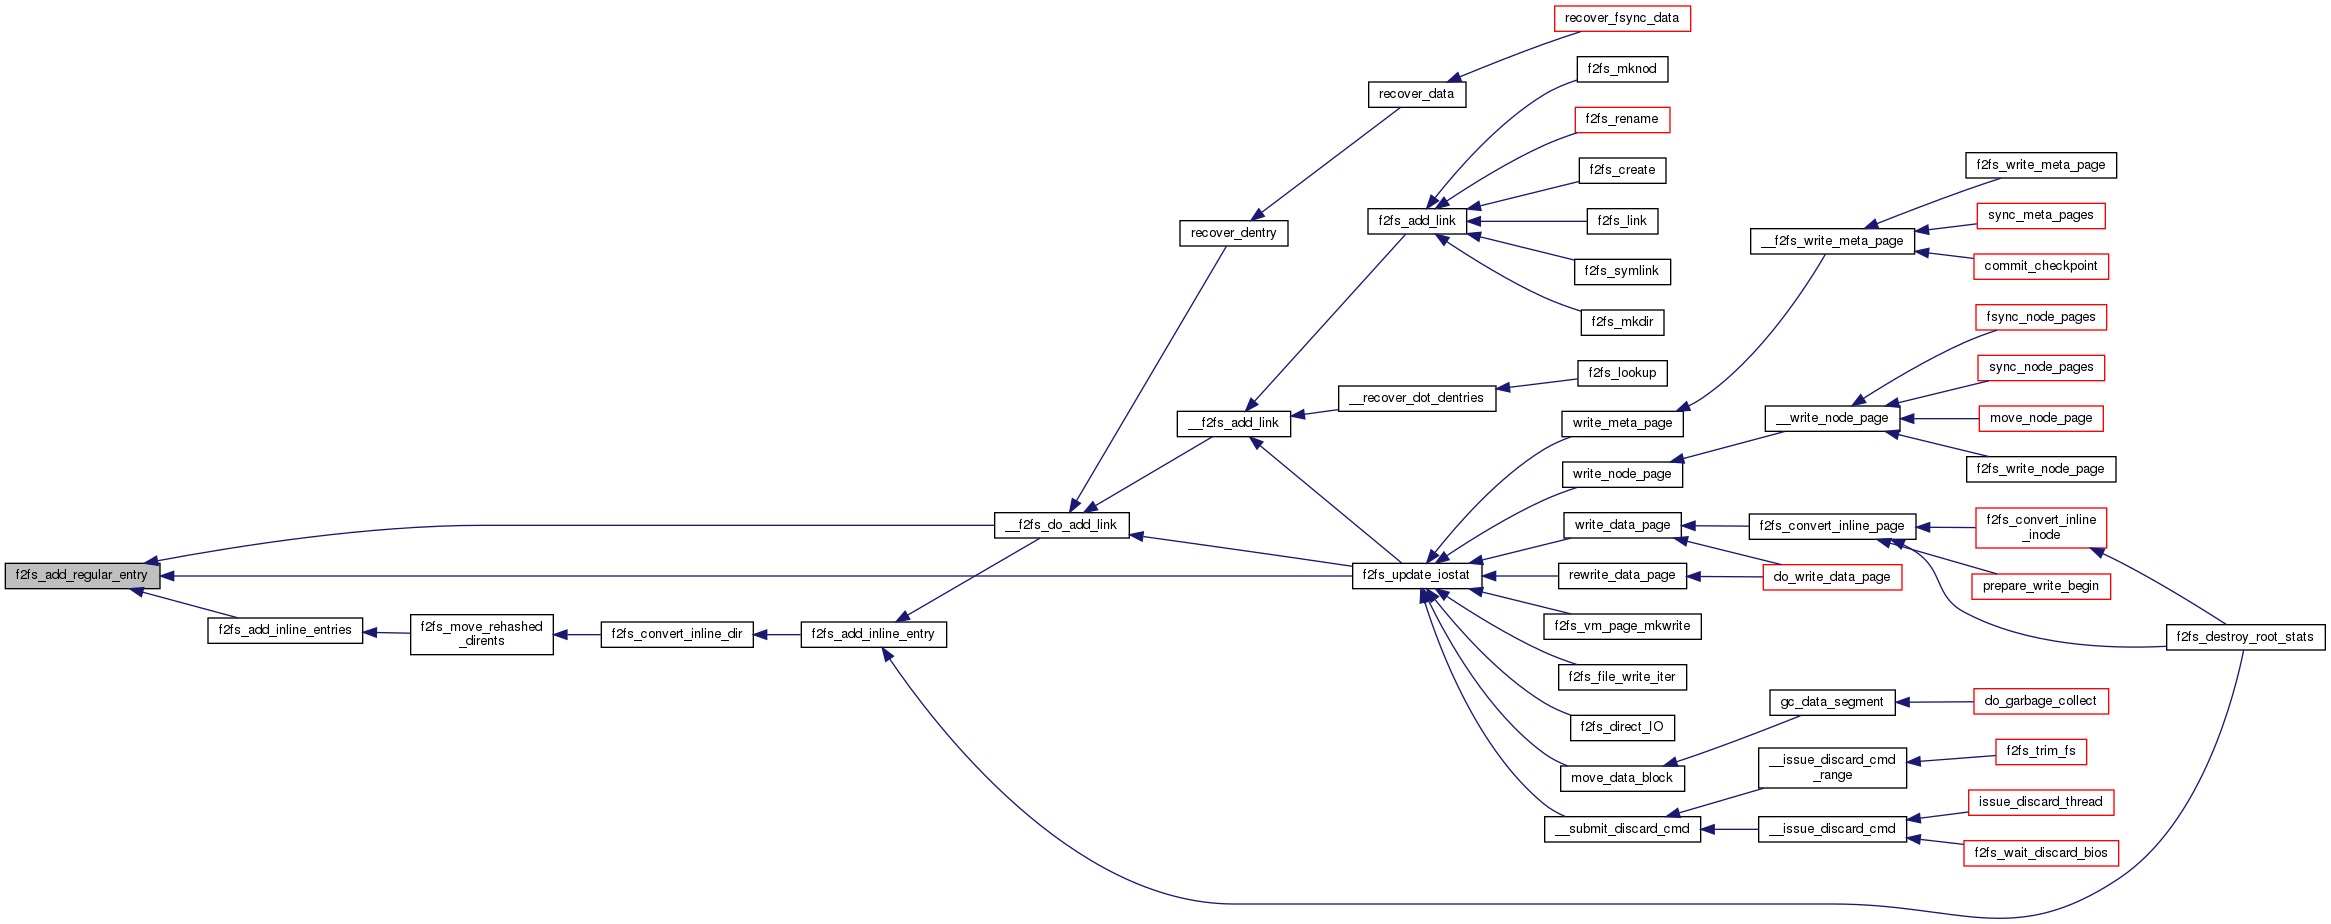 recover_fsync_data
f2fs_mknod
recover_data
f2fs_rename
f2fs_create
f2fs_write_meta_page
f2fs_add_link
f2fs_link
sync_meta_pages
recover_dentry
__f2fs_write_meta_page
f2fs_symlink
commit_checkpoint
f2fs_mkdir
fsync_node_pages
f2fs_lookup
sync_node_pages
__recover_dot_dentries
__f2fs_add_link
write_meta_page
__write_node_page
move_node_page
write_node_page
f2fs_write_node_page
__f2fs_do_add_link
write_data_page
f2fs_convert_inline_page
f2fs_convert_inline
_inode
f2fs_add_regular_entry
f2fs_update_iostat
rewrite_data_page
do_write_data_page
prepare_write_begin
f2fs_add_inline_entries
f2fs_move_rehashed
_dirents
f2fs_convert_inline_dir
f2fs_add_inline_entry
f2fs_vm_page_mkwrite
f2fs_destroy_root_stats
f2fs_file_write_iter
gc_data_segment
do_garbage_collect
f2fs_direct_IO
move_data_block
__issue_discard_cmd
_range
f2fs_trim_fs
issue_discard_thread
__submit_discard_cmd
__issue_discard_cmd
f2fs_wait_discard_bios